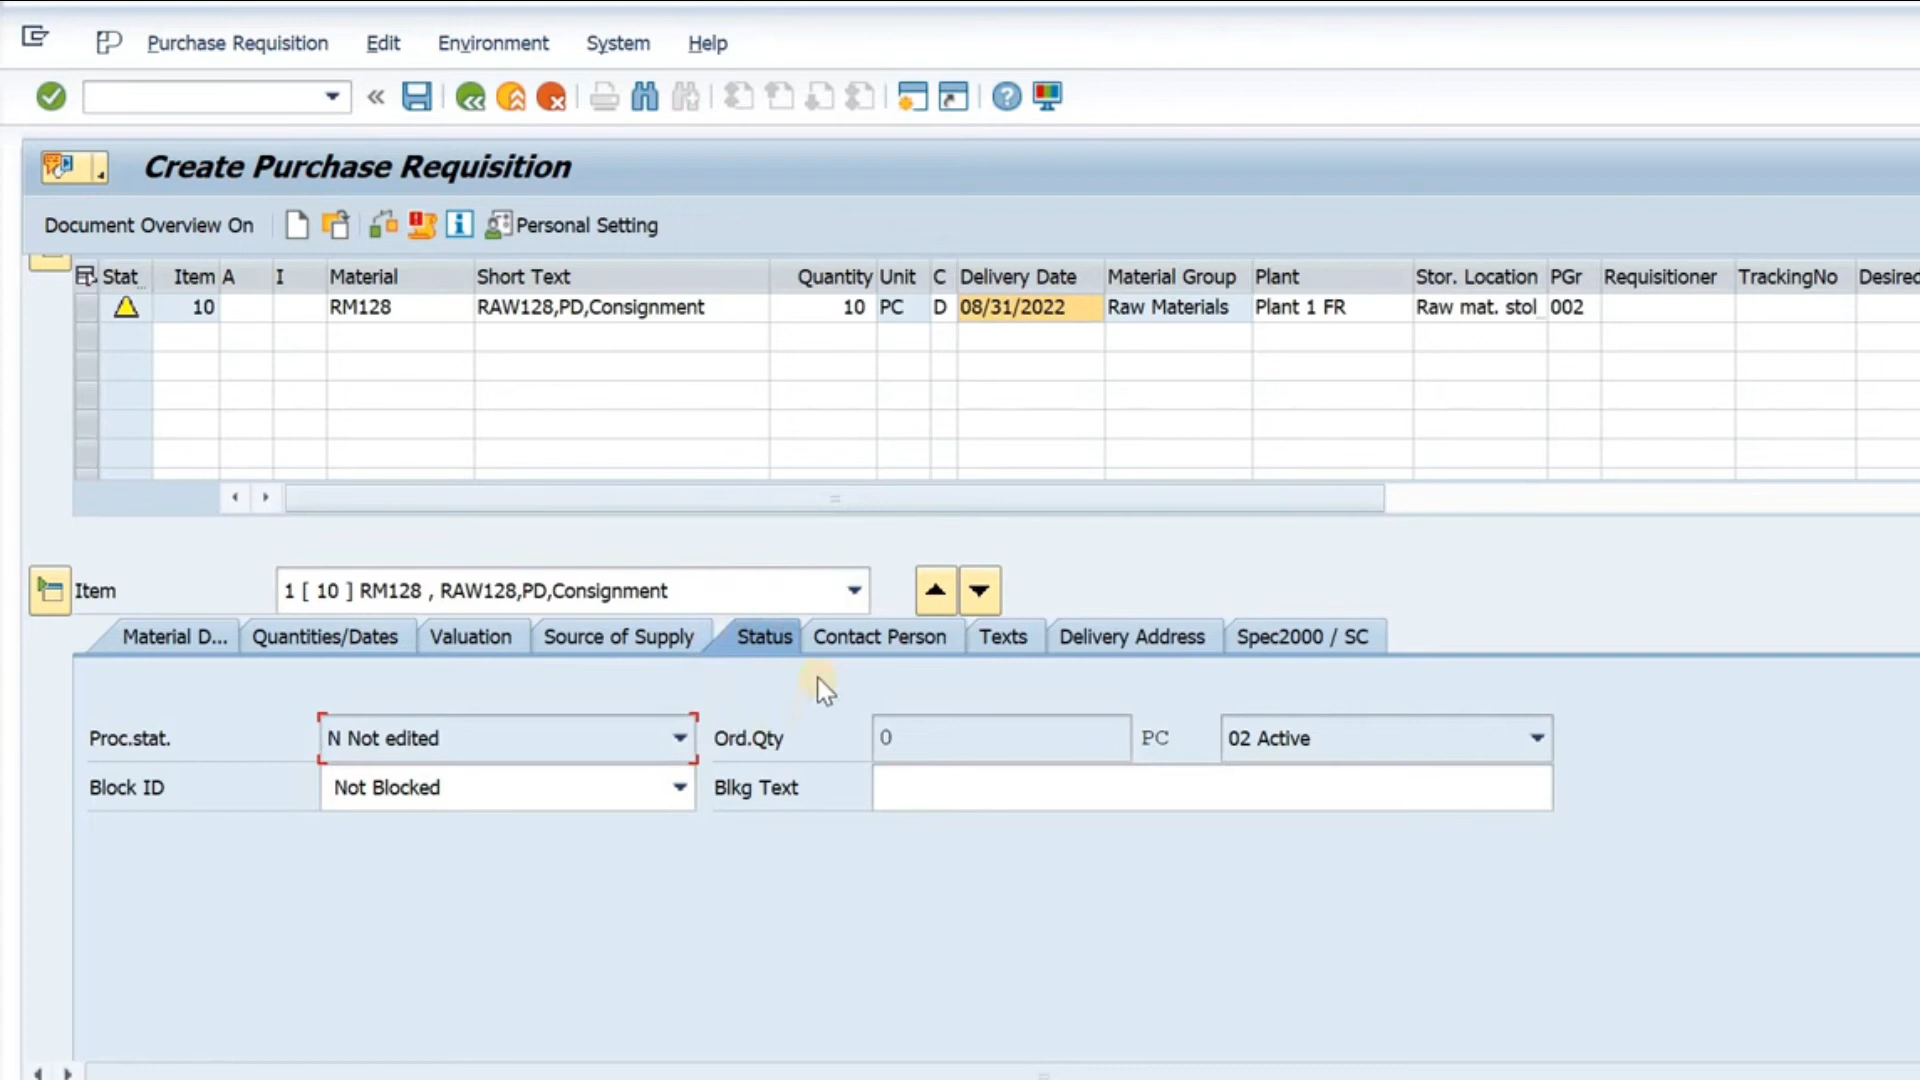 Purchase Requisition Edit Environment System Help
Create Purchase Requisition
Document Overview On Personal Setting
Stat Item A I Material Short Text Quantity Unit C Delivery Date Material Group Plant Stor. Location PGr Requisitioner TrackingNo Desired
10 RM128 RAW128,PD,Consignment 10 PC D 08/31/2022 Raw Materials Plant 1 FR Raw mat. stol 002
Item 1 [ 10 ] RM128 , RAW128,PD,Consignment
Material D... Quantities/Dates Valuation Source of Supply Status Contact Person Texts Delivery Address Spec2000 / SC
Proc.stat. N Not edited Ord.Qty 0 PC 02 Active
Block ID Not Blocked Blkg Text